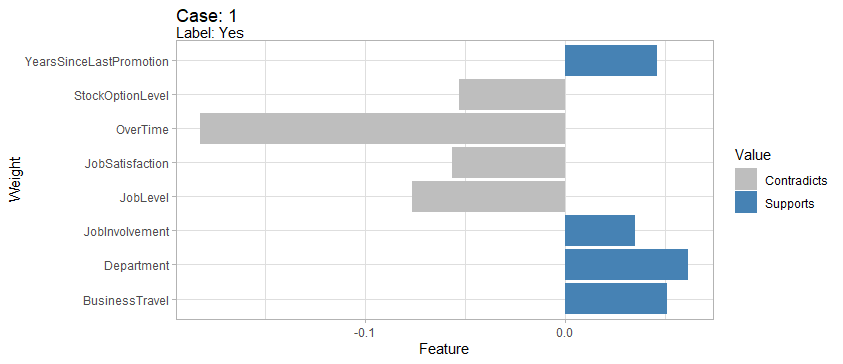 Case: 1
Label: Yes
YearsSinceLastPromotion
StockOptionLevel
OverTime
JobSatisfaction
JobLevel
JobInvolvement
Department
BusinessTravel
Weight
-0.1
0.0
Feature
Value
Contradicts
Supports